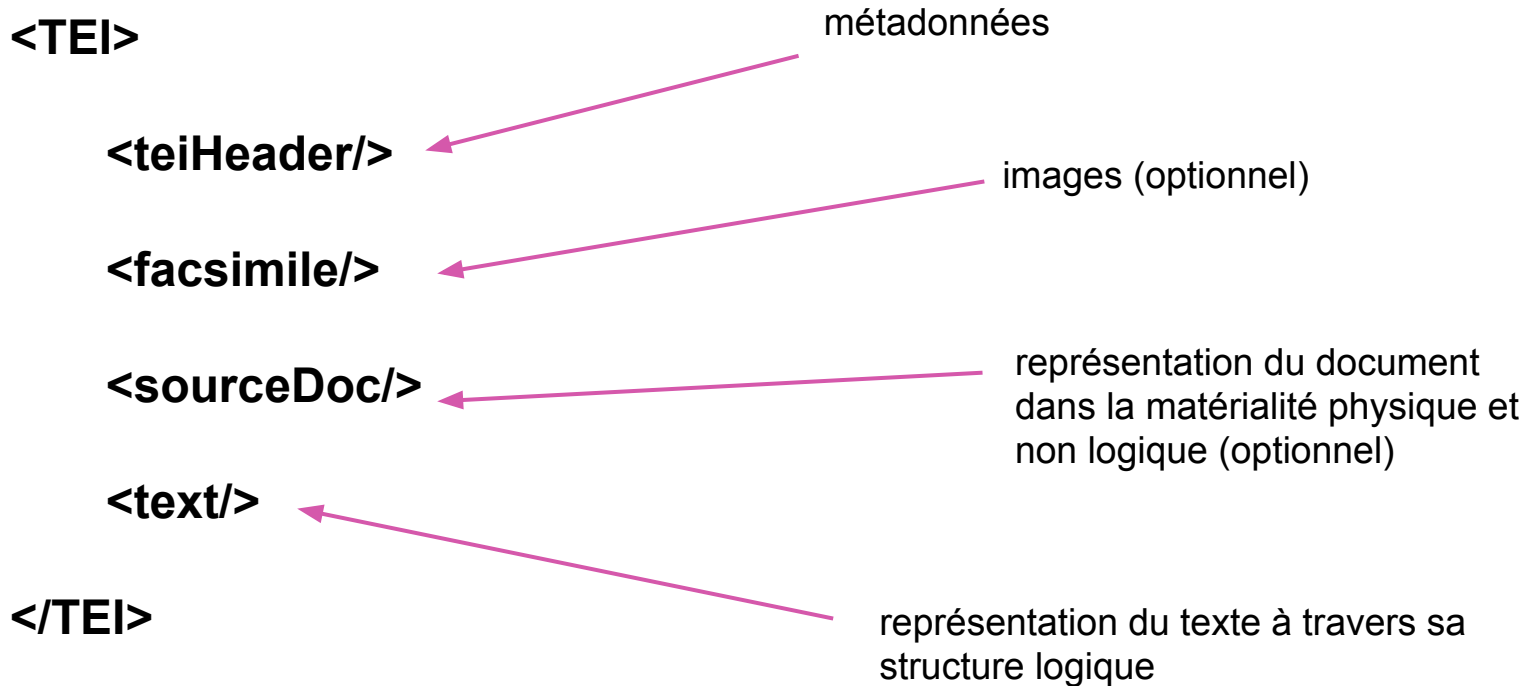 <TEI>
métadonnées
<teiHeader/>
images (optionnel)
<facsimile/>
représentation du document
dans la matérialité physique et
non logique (optionnel)
<sourceDoc/>
<text/>
</TEI>
représentation du texte à travers sa
structure logique